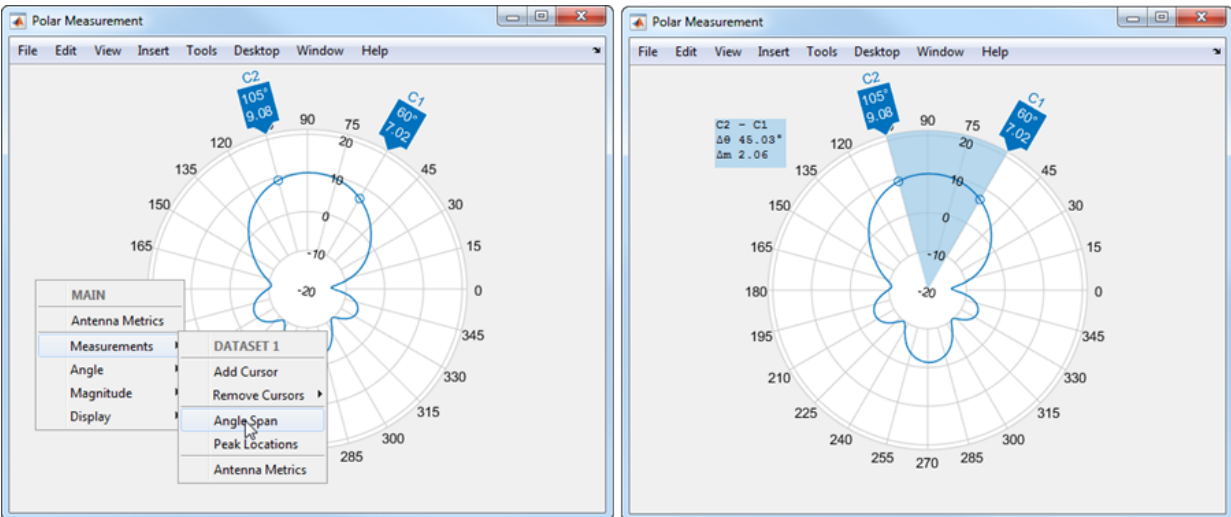 Polar Measurement
File Edit View Insert Tools Desktop Window Help
C2
105°
9.08
C1
60°
7.02
90
75
120
20
135
45
10
150
30
0
165
15
-10
-20
0
345
330
315
300
285
MAIN
Antenna Metrics
Measurements
Angle
Magnitude
Display
DATASET 1
Add Cursor
Remove Cursors
Angle Span
Peak Locations
Antenna Metrics
Polar Measurement
File Edit View Insert Tools Desktop Window Help
C2
105°
9.08
C1
60°
7.02
C2 - C1
Δθ 45.03°
Δm 2.06
90
75
120
20
135
45
10
150
30
0
165
15
-10
180
-20
0
195
345
210
330
225
315
240
300
255
270
285